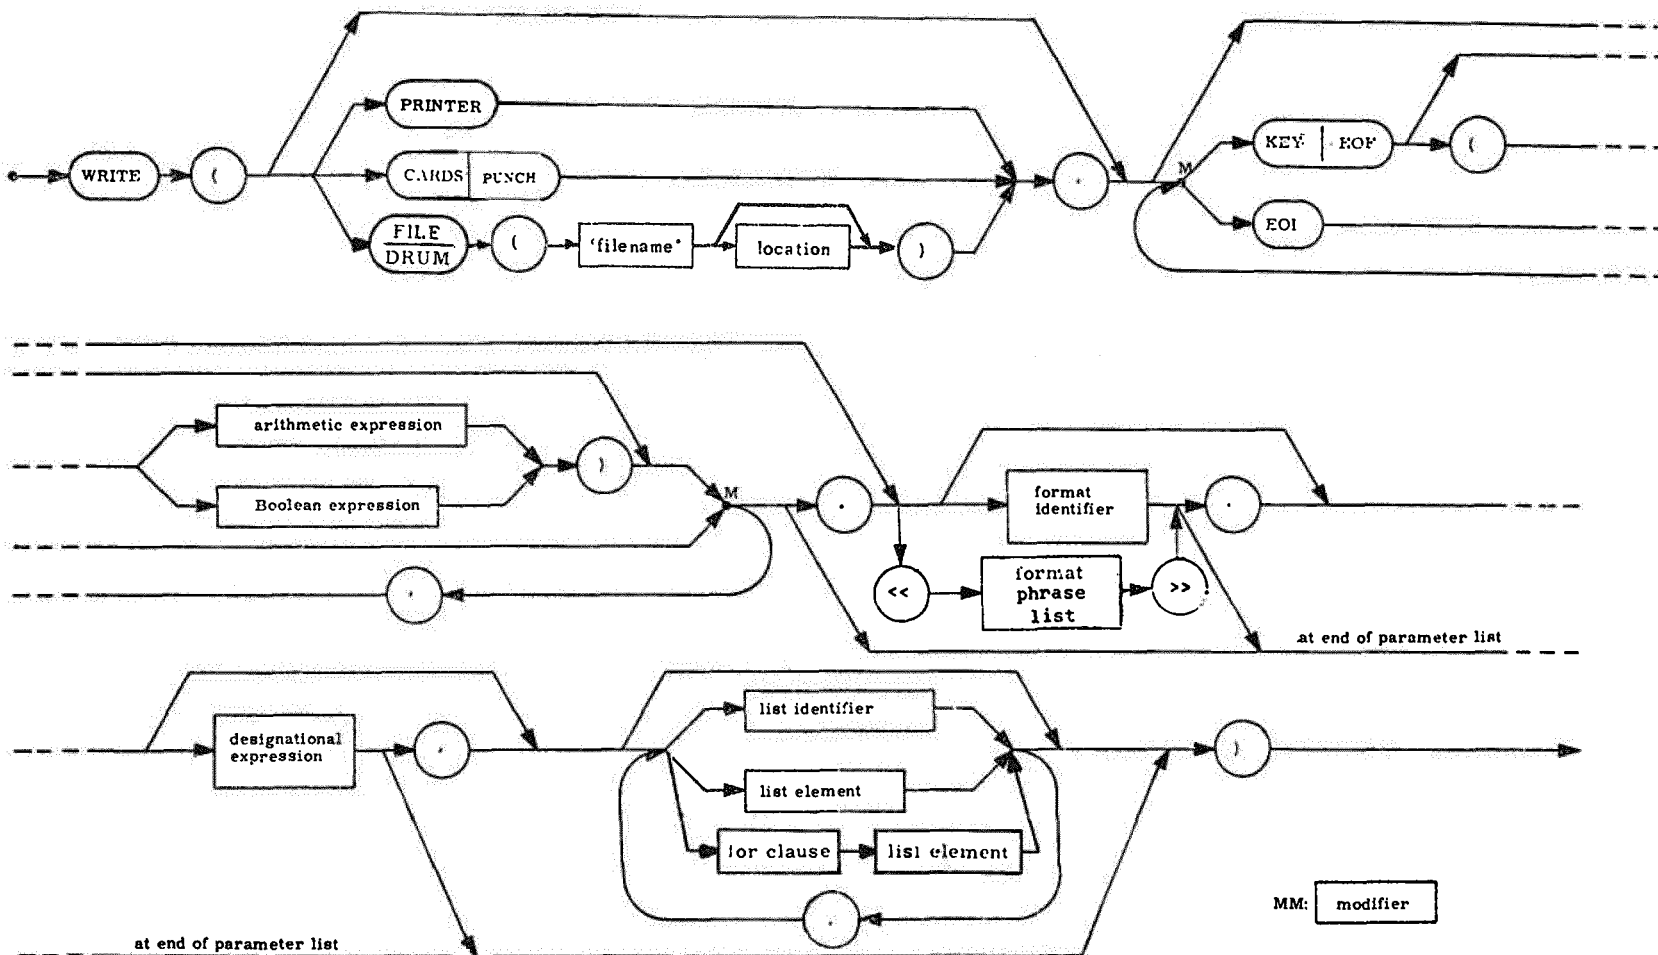 PRINTER
KEY EOF (
WRITE ( CARDS PUNCH , M
FILE
DRUM ( 'filename' location ) EOI
arithmetic expression
)
Boolean expression M
, format
identifier ,
,
<< format
phrase
list >>
at end of parameter list
list identifier
designational
expression , )
list element
for clause list element
,
MM: modifier
at end of parameter list